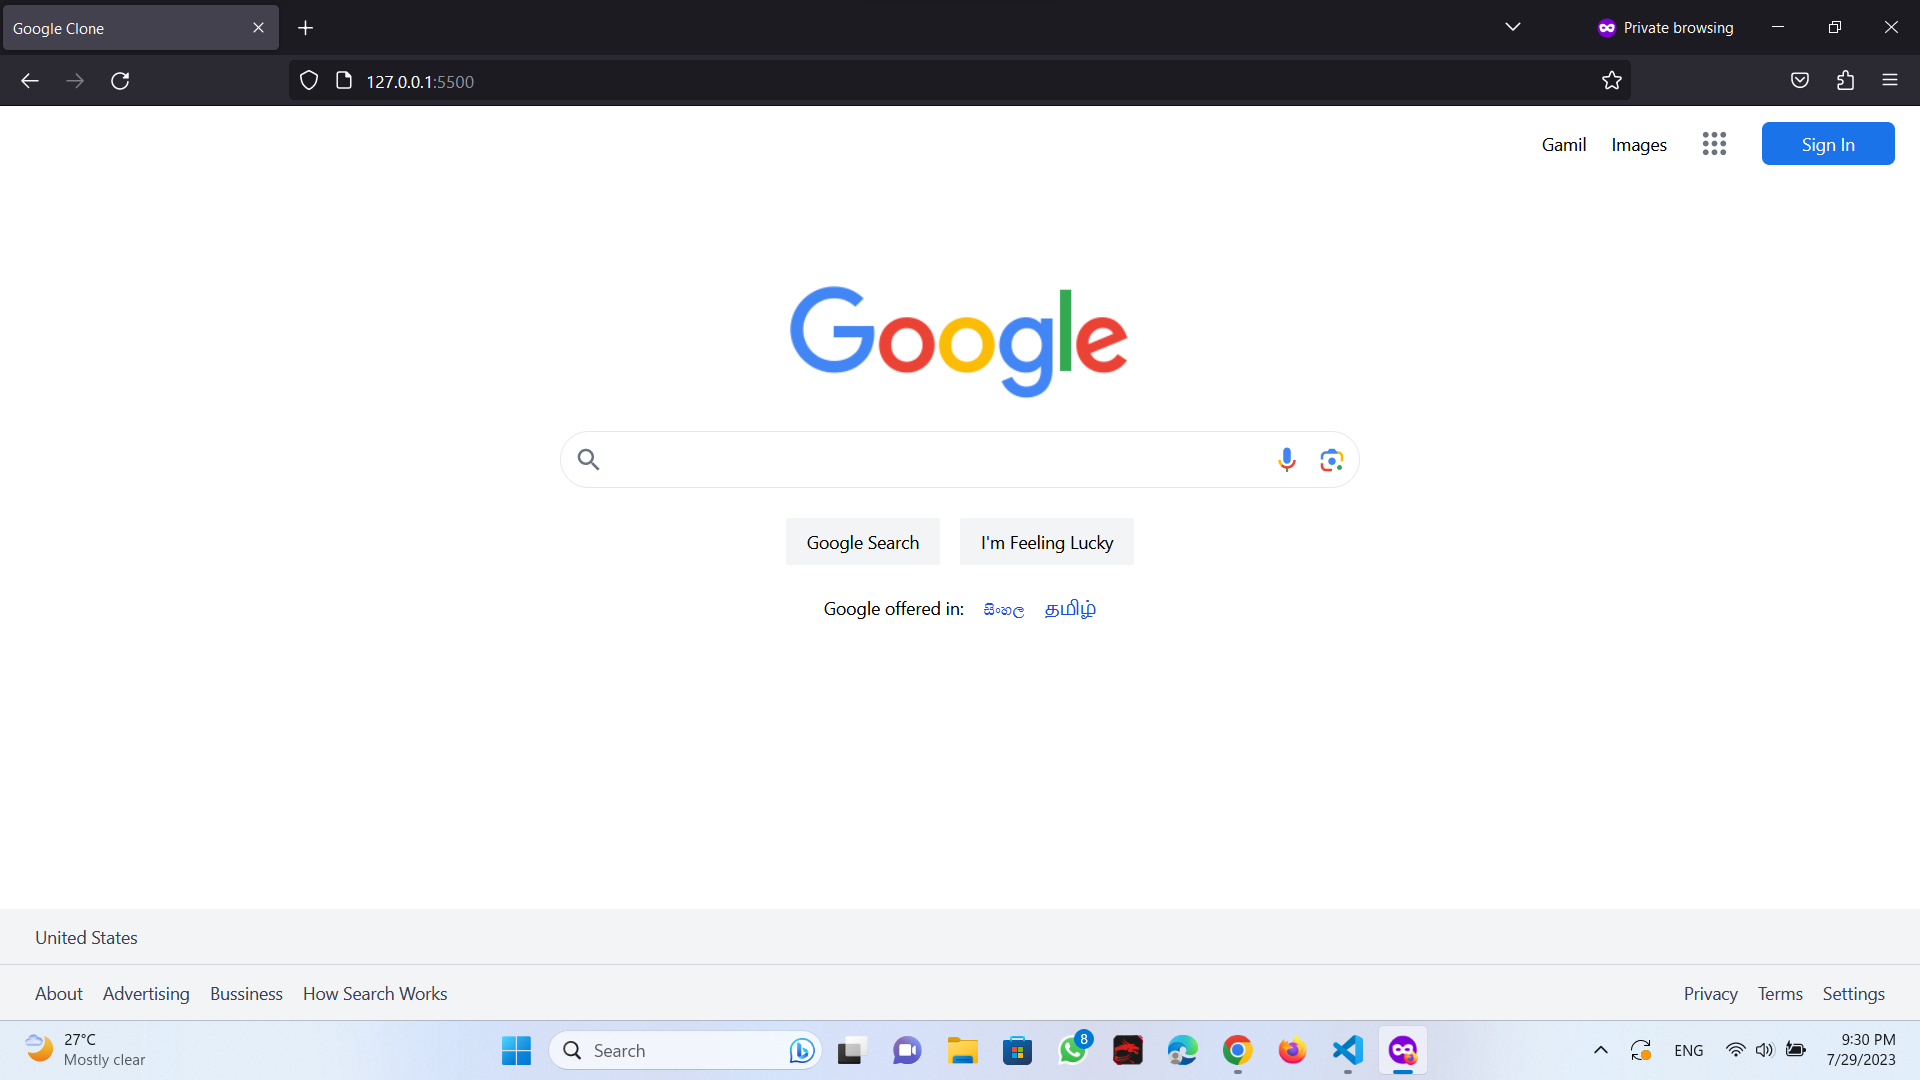 Google Clone
Private browsing
127.0.0.1:5500
Gamil Images Sign In
Google
Google Search I'm Feeling Lucky
Google offered in: සිංහල தமிழ்
United States
About Advertising Bussiness How Search Works Privacy Terms Settings
27°C
Mostly clear
Search
8
ENG
9:30 PM
7/29/2023